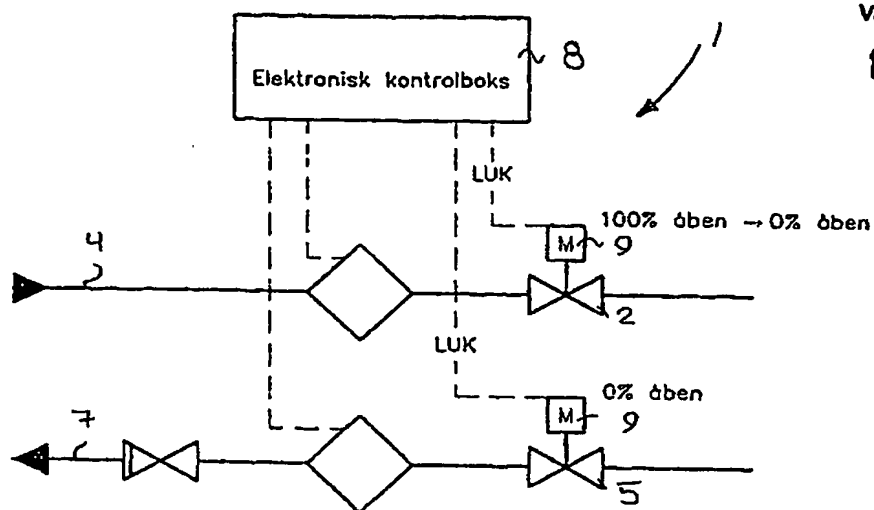 1
Elektronisk kontrolboks
8
LUK
100% åben → 0% åben
M
9
4
2
LUK
0% åben
M
9
7
5